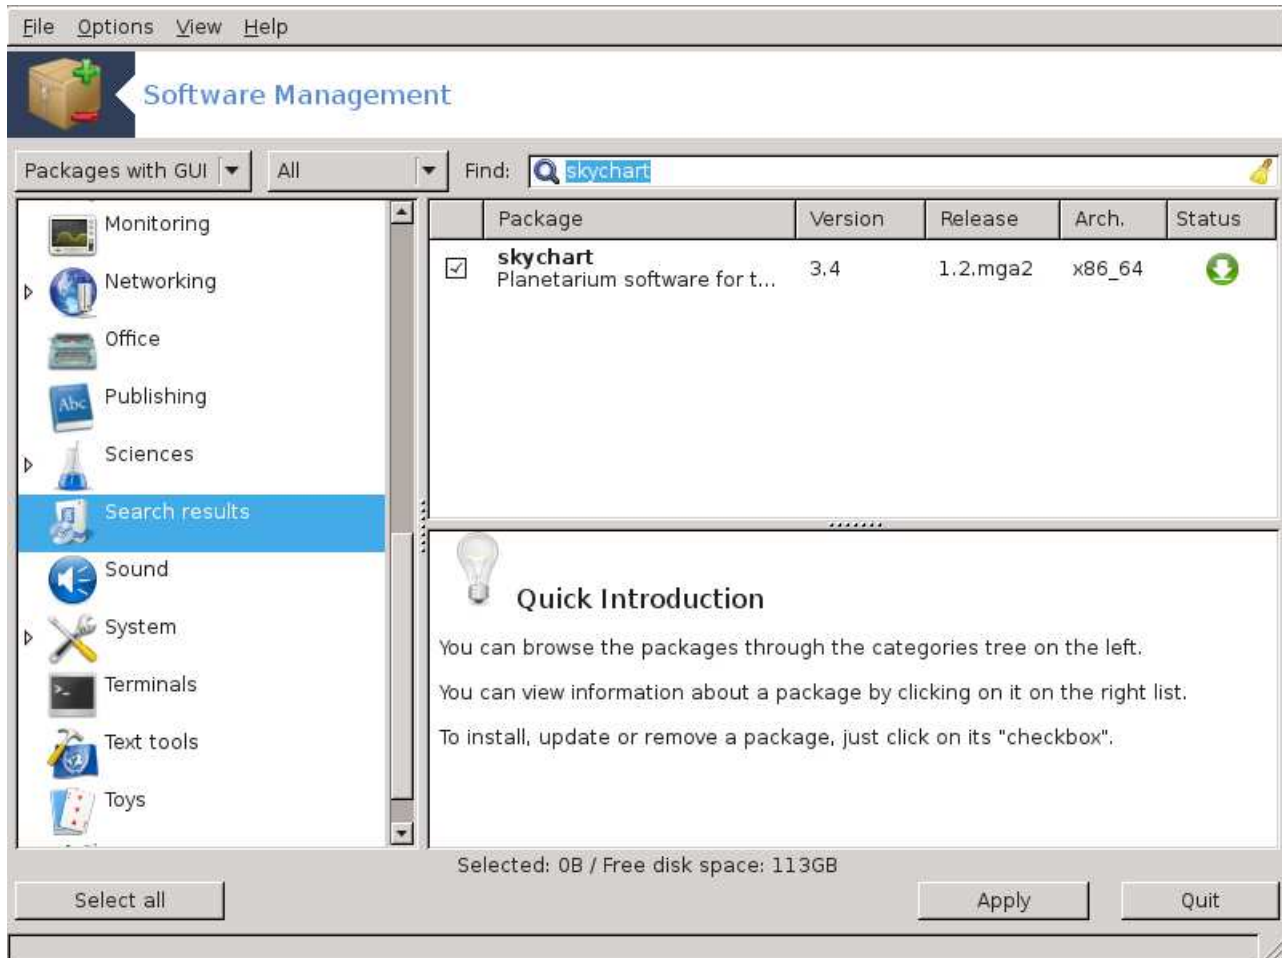 File Options View Help
Software Management
Packages with GUI All Find: skychart
Package Version Release Arch. Status
skychart
Planetarium software for t... 3.4 1.2.mga2 x86_64
Monitoring
Networking
Office
Abc
Publishing
Sciences
Search results
Sound
System
>_
Terminals
Text tools
Toys
Quick Introduction
You can browse the packages through the categories tree on the left.
You can view information about a package by clicking on it on the right list.
To install, update or remove a package, just click on its "checkbox".
Selected: 0B / Free disk space: 113GB
Select all Apply Quit